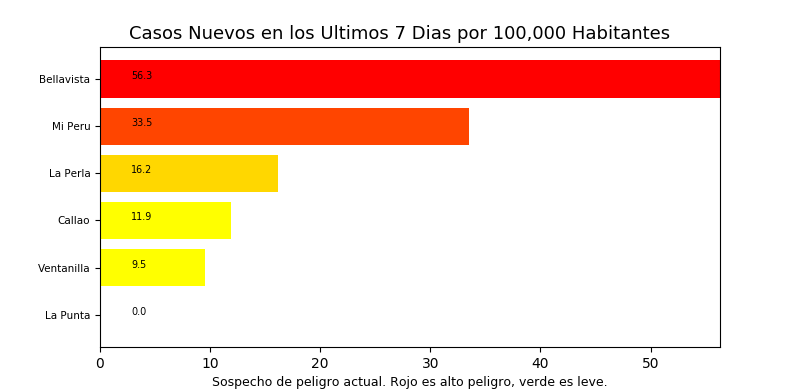 Casos Nuevos en los Ultimos 7 Dias por 100,000 Habitantes
Bellavista 56.3
Mi Peru 33.5
La Perla 16.2
Callao 11.9
Ventanilla 9.5
La Punta 0.0
0 10 20 30 40 50
Sospecho de peligro actual. Rojo es alto peligro, verde es leve.